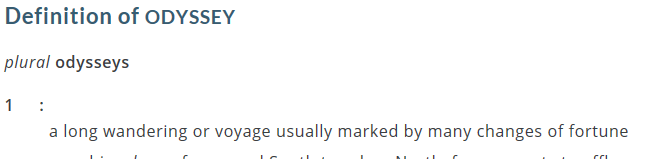 Definition of ODYSSEY
plural odysseys
1 :
a long wandering or voyage usually marked by many changes of fortune